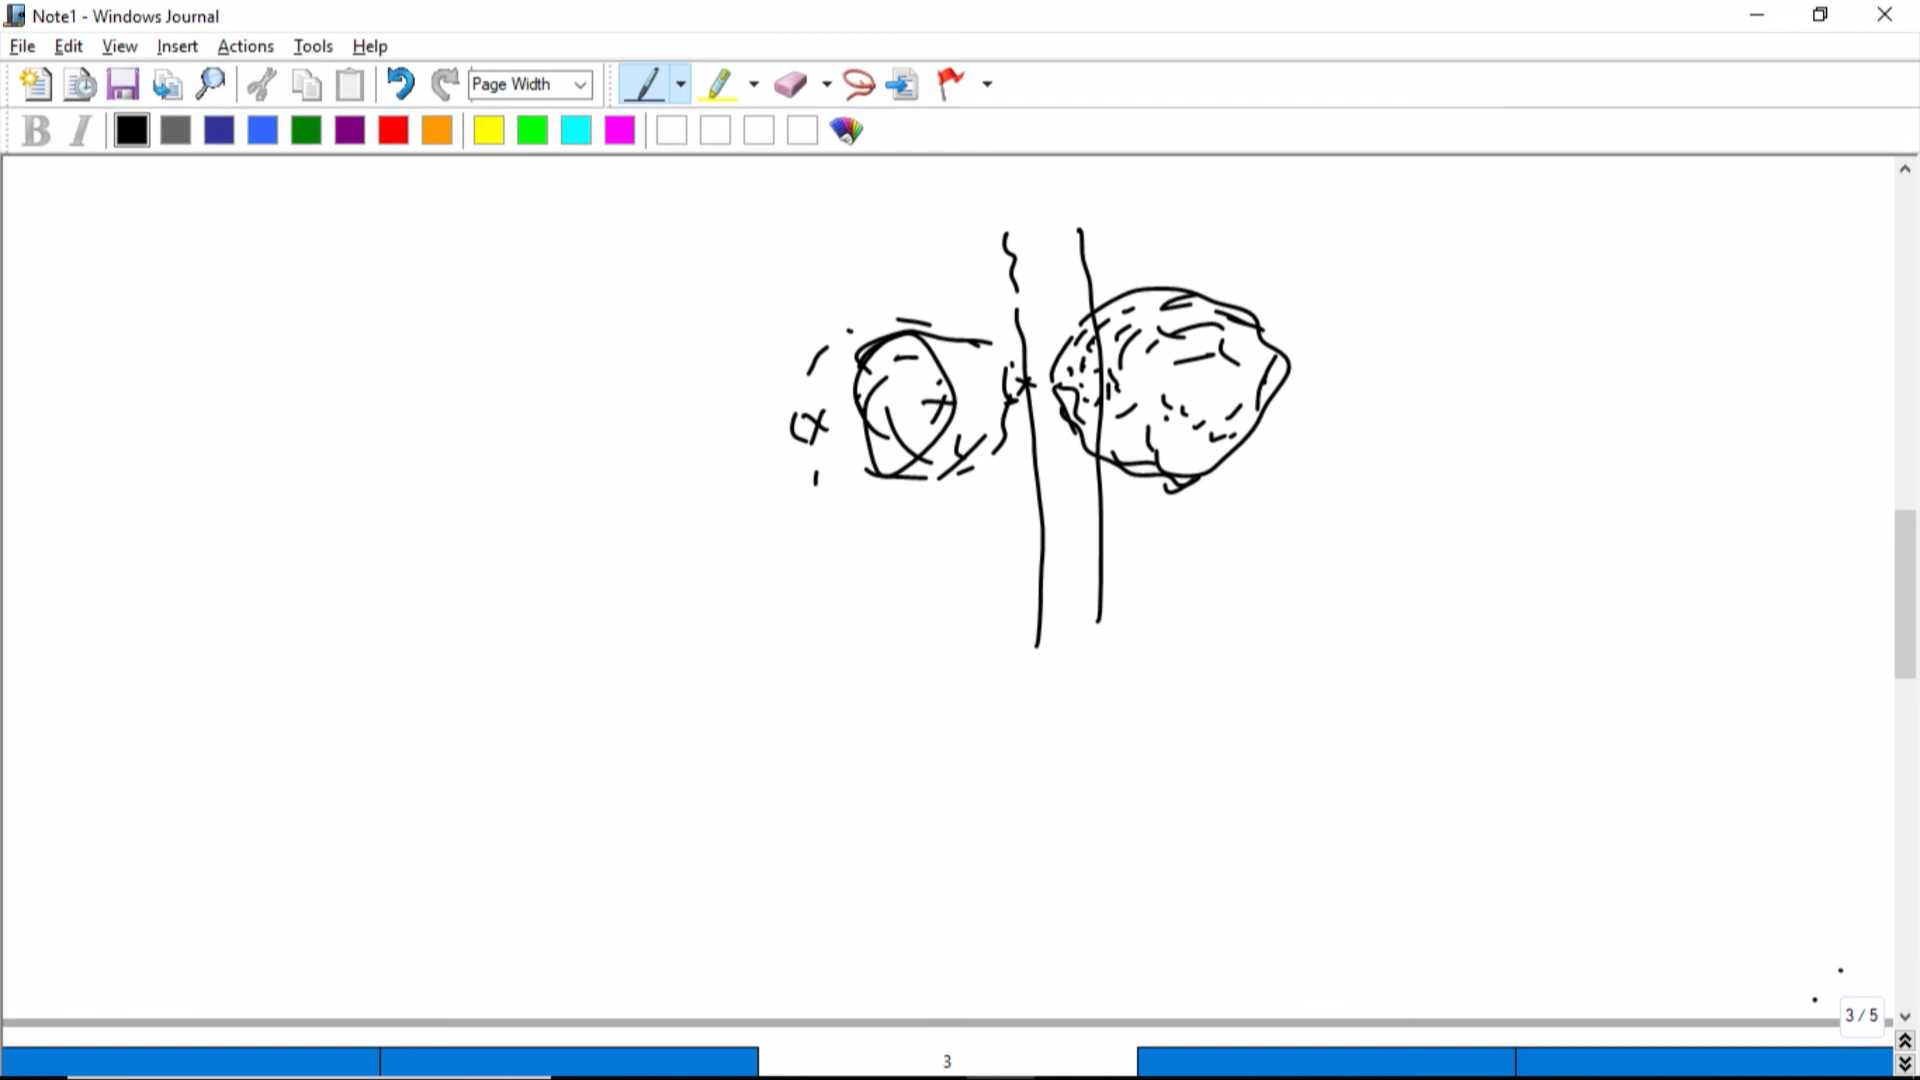 Note1 - Windows Journal
File Edit View Insert Actions Tools Help
Page Width
B I
3 / 5
3